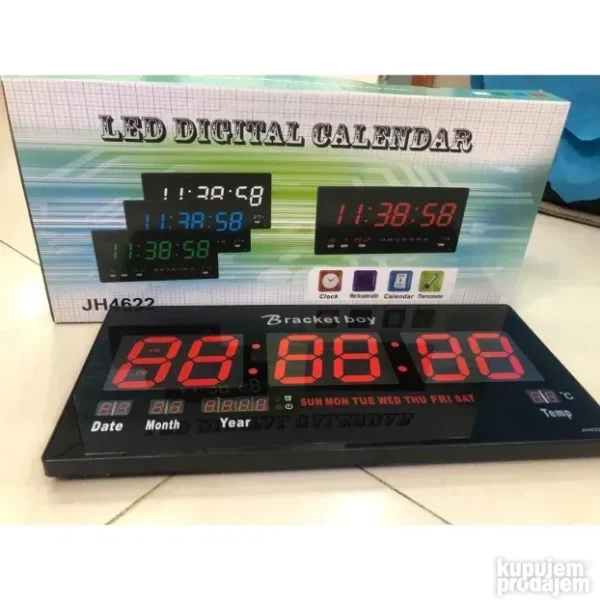 LED DIGITAL CALENDAR
11:38:58
11:38:58
11:38:58
11:38:58
Clock Calendar Thermometer
JH4622
Bracket boy
88:88:88
SUN MON TUE WED THU FRI SAT
°C
Date Month Year
Temp
kupujem
prodajem